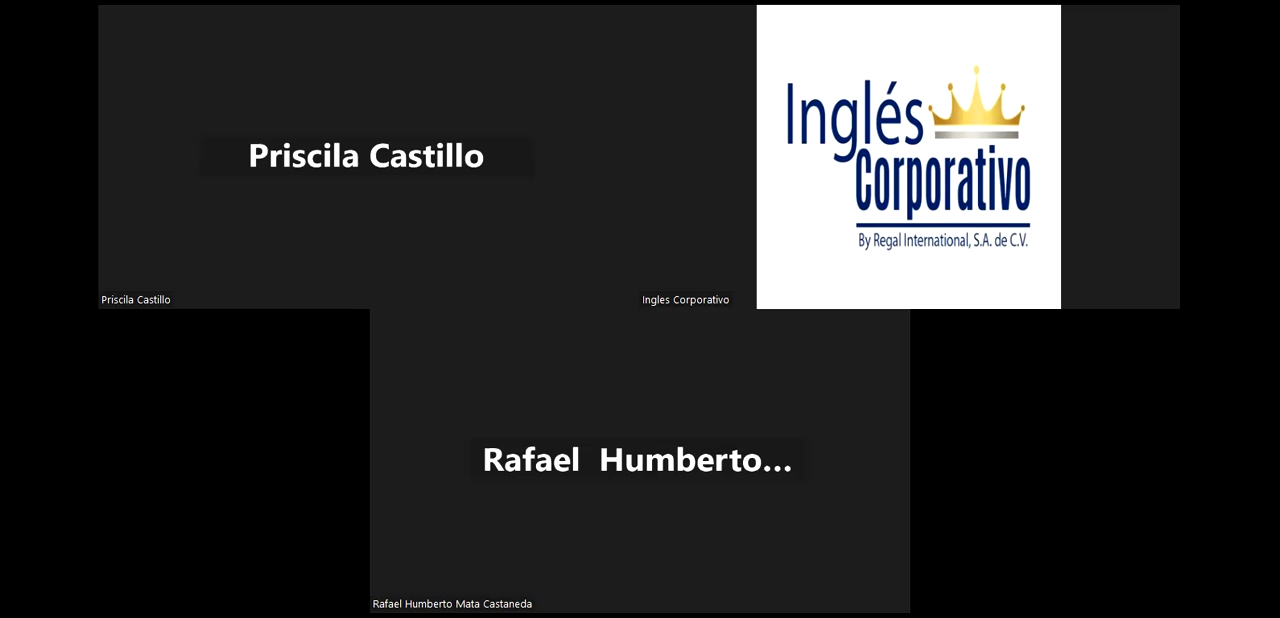 Priscila Castillo
Priscila Castillo
Inglés
Corporativo
By Regal International, S.A. de C.V.
Ingles Corporativo
Rafael Humberto...
Rafael Humberto Mata Castaneda